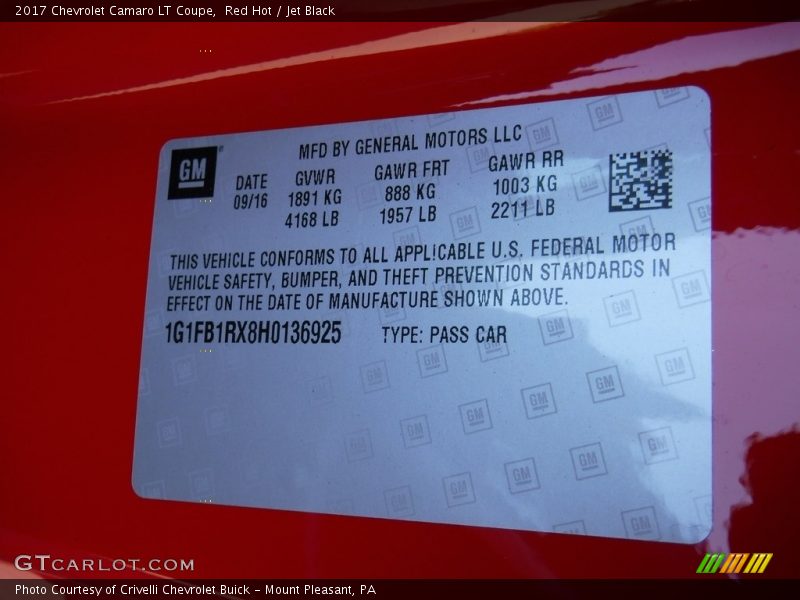 2017 Chevrolet Camaro LT Coupe,  Red Hot / Jet Black
GM
MFD BY GENERAL MOTORS LLC
DATE GVWR GAWR FRT GAWR RR
09/16 1891 KG 888 KG 1003 KG
4168 LB 1957 LB 2211 LB
THIS VEHICLE CONFORMS TO ALL APPLICABLE U.S. FEDERAL MOTOR
VEHICLE SAFETY, BUMPER, AND THEFT PREVENTION STANDARDS IN
EFFECT ON THE DATE OF MANUFACTURE SHOWN ABOVE.
1G1FB1RX8H0136925 TYPE: PASS CAR
GTCARLOT.COM
Photo Courtesy of Crivelli Chevrolet Buick - Mount Pleasant, PA